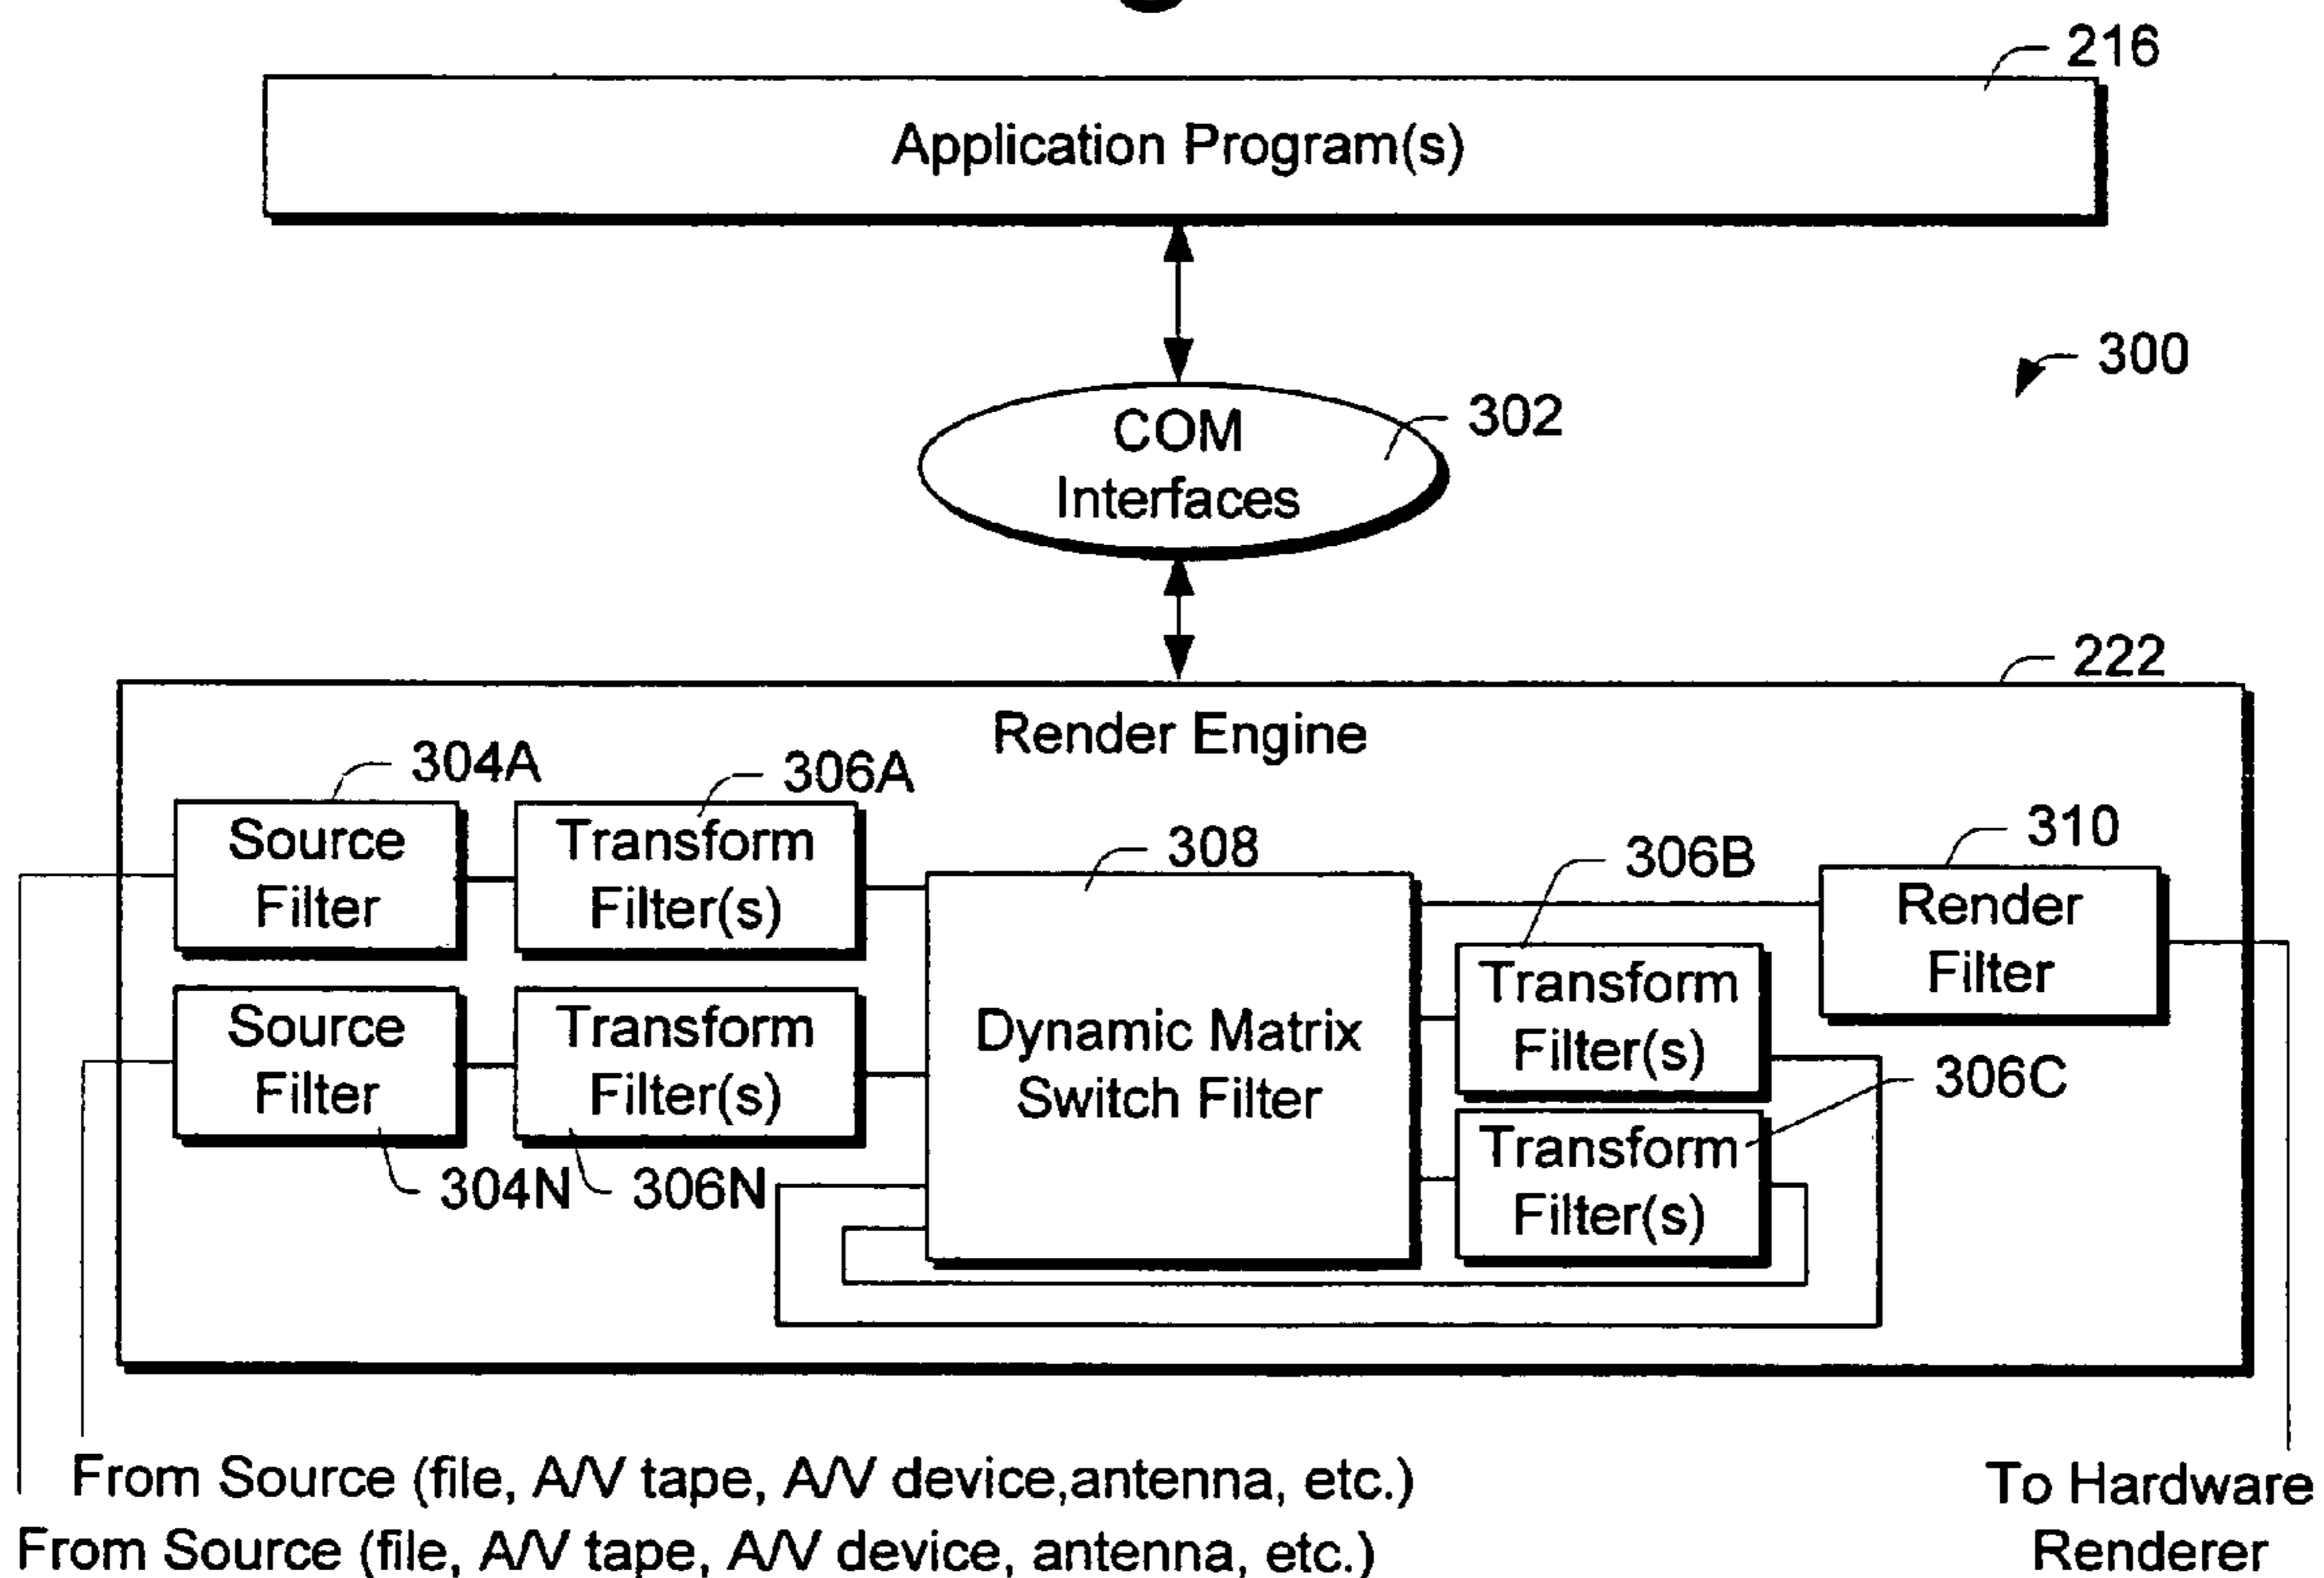 216
Application Program(s)
300
COM
Interfaces
302
222
Render Engine
304A
306A
Source
Filter
Transform
Filter(s)
308
306B
310
Render
Filter
Source
Filter
Transform
Filter(s)
Dynamic Matrix
Switch Filter
Transform
Filter(s)
306C
Transform
Filter(s)
304N
306N
From Source (file, A/V tape, A/V device,antenna, etc.)
From Source (file, A/V tape, A/V device, antenna, etc.)
To Hardware
Renderer